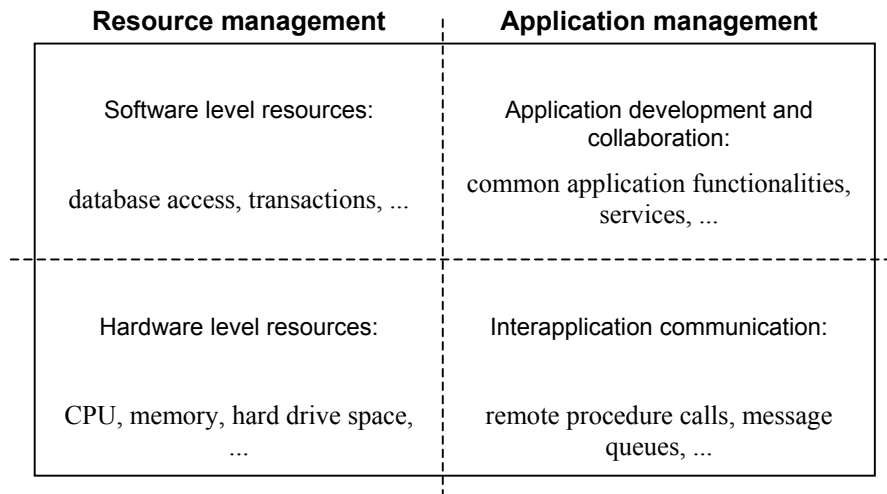 Resource management
Application management
Software level resources:
database access, transactions, ...
Application development and
collaboration:
common application functionalities,
services, ...
Hardware level resources:
CPU, memory, hard drive space,
...
Interapplication communication:
remote procedure calls, message
queues, ...